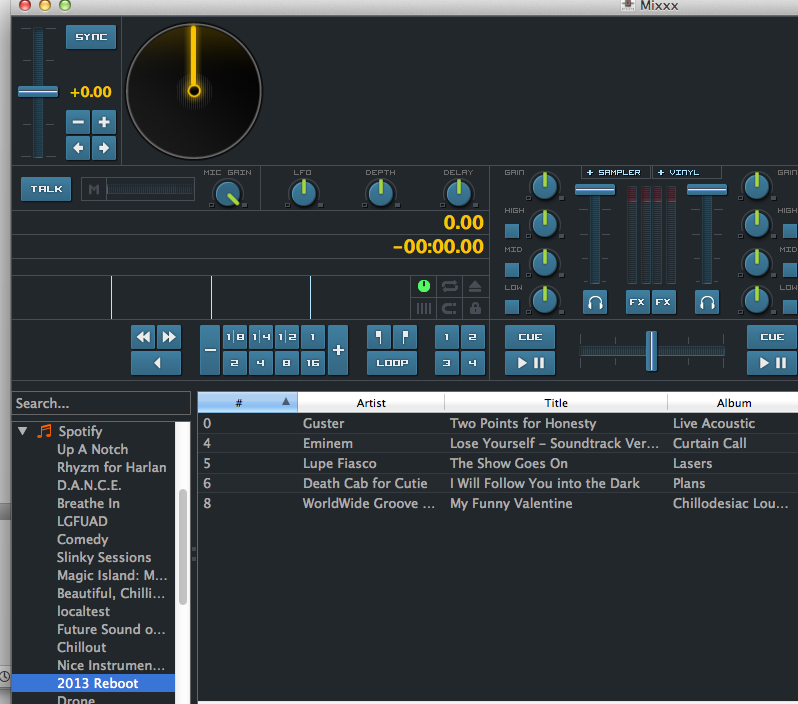 Mixxx
SYNC
+0.00
TALK
M
MIC GAIN
LFO
DEPTH
DELAY
GAIN
+ SAMPLER
+ VINYL
GAIN
HIGH
HIGH
MID
MID
LOW
LOW
0.00
-00:00.00
FX FX
1|8 1|4 1|2 1
2 4 8 16
LOOP
1 2
3 4
CUE
CUE
Search...
# Artist Title Album
Spotify
Up A Notch
Rhyzm for Harlan
D.A.N.C.E.
Breathe In
LGFUAD
Comedy
Slinky Sessions
Magic Island: M...
Beautiful, Chilli...
localtest
Future Sound o...
Chillout
Nice Instrumen...
2013 Reboot
Drone
0 Guster Two Points for Honesty Live Acoustic
4 Eminem Lose Yourself - Soundtrack Ver... Curtain Call
5 Lupe Fiasco The Show Goes On Lasers
6 Death Cab for Cutie I Will Follow You into the Dark Plans
8 WorldWide Groove ... My Funny Valentine Chillodesiac Lou...